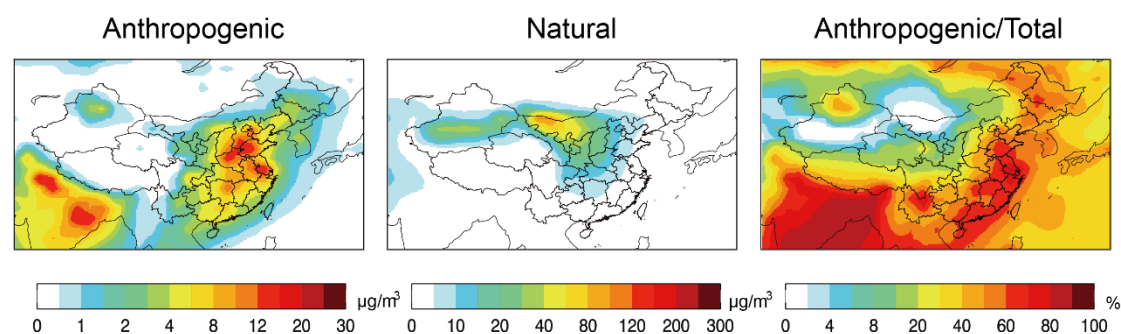 Anthropogenic
Natural
Anthropogenic/Total
0 1 2 4 8 12 20 30 µg/m³
0 10 20 40 80 120 200 300 µg/m³
0 4 8 20 40 60 80 100 %